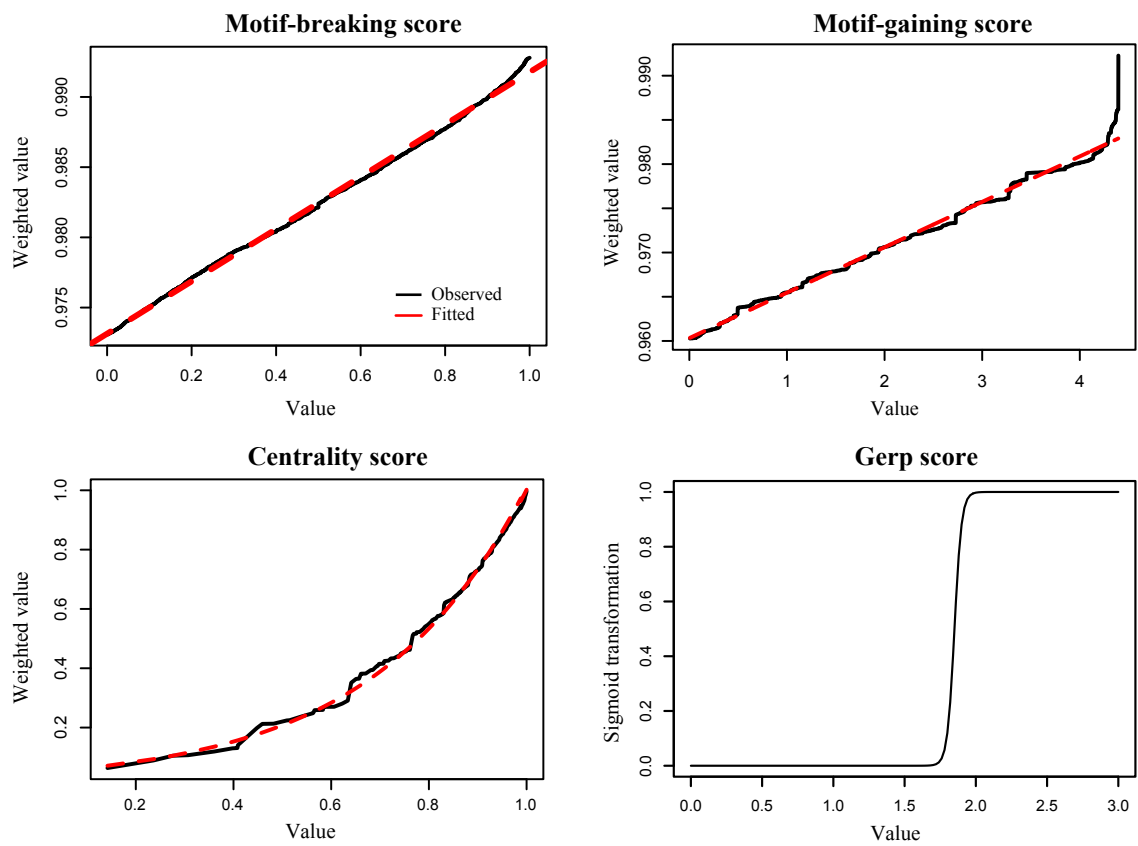 Motif-breaking score
Weighted value
0.990
0.985
0.980
0.975
Observed
Fitted
0.0 0.2 0.4 0.6 0.8 1.0
Value
Motif-gaining score
Weighted value
0.990
0.980
0.970
0.960
0 1 2 3 4
Value
Centrality score
Weighted value
1.0
0.8
0.6
0.4
0.2
0.2 0.4 0.6 0.8 1.0
Value
Gerp score
Sigmoid transformation
1.0
0.8
0.6
0.4
0.2
0.0
0.0 0.5 1.0 1.5 2.0 2.5 3.0
Value